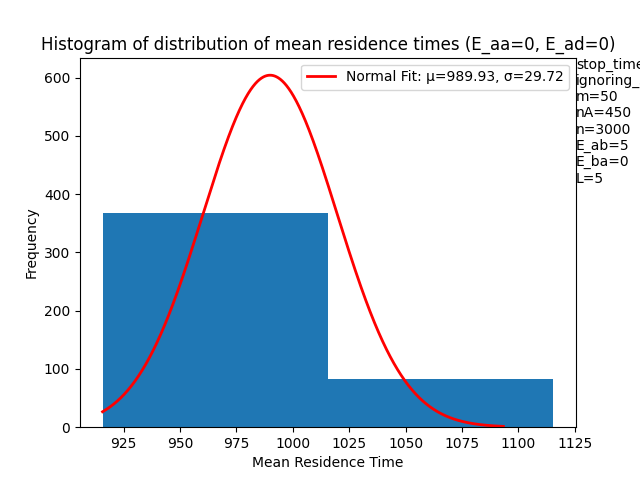 Histogram of distribution of mean residence times (E_aa=0, E_ad=0)
Normal Fit: μ=989.93, σ=29.72
stop_time
ignoring_
m=50
nA=450
n=3000
E_ab=5
E_ba=0
L=5
600
500
400
300
200
100
0
Frequency
925
950
975
1000
1025
1050
1075
1100
1125
Mean Residence Time